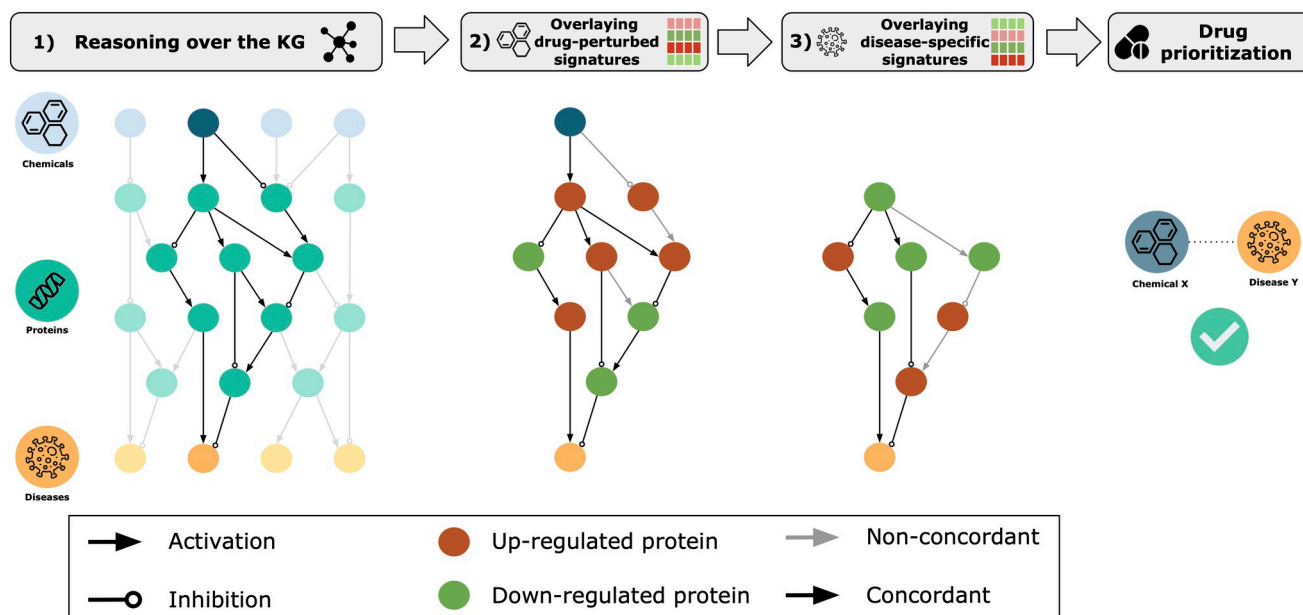 1) Reasoning over the KG
2) Overlaying
drug-perturbed
signatures
3) Overlaying
disease-specific
signatures
Drug
prioritization
Chemicals
Proteins
Chemical X
Disease Y
Diseases
Activation
Up-regulated protein
Non-concordant
Inhibition
Down-regulated protein
Concordant